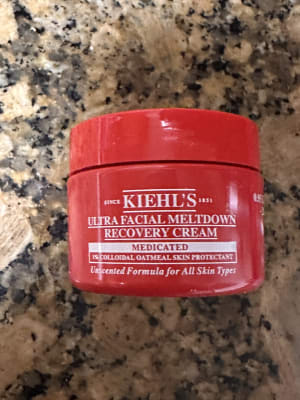 SINCE KIEHL'S 1851
ULTRA FACIAL MELTDOWN
RECOVERY CREAM
MEDICATED
1% COLLOIDAL OATMEAL SKIN PROTECTANT
Unscented Formula for All Skin Types